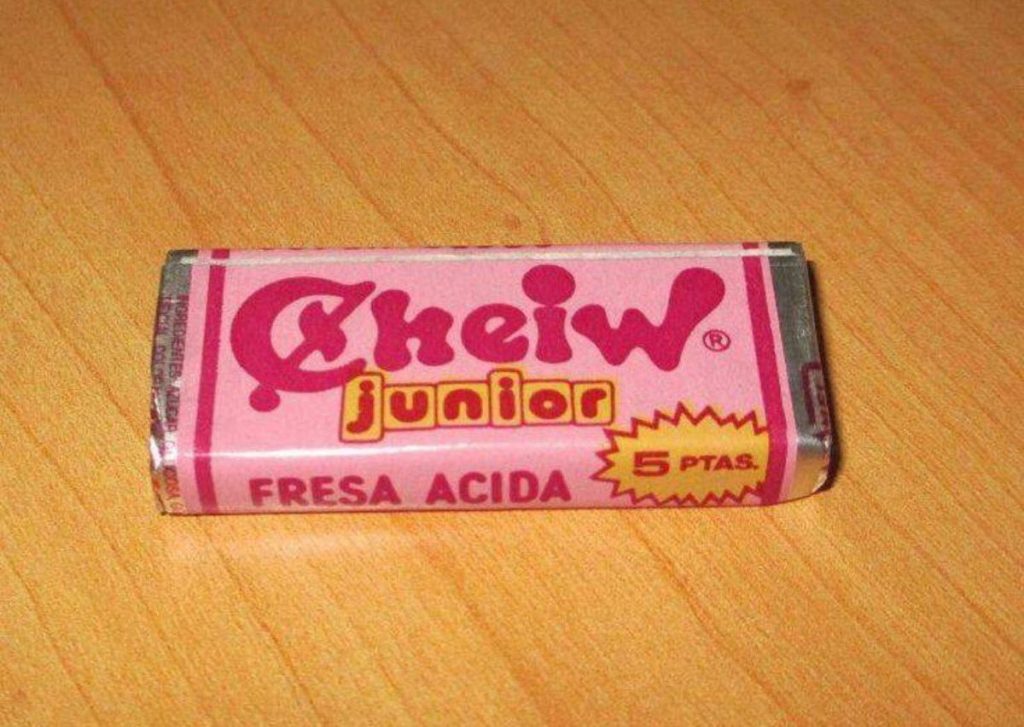 Cheiw®
junior
FRESA ACIDA
5 PTAS.